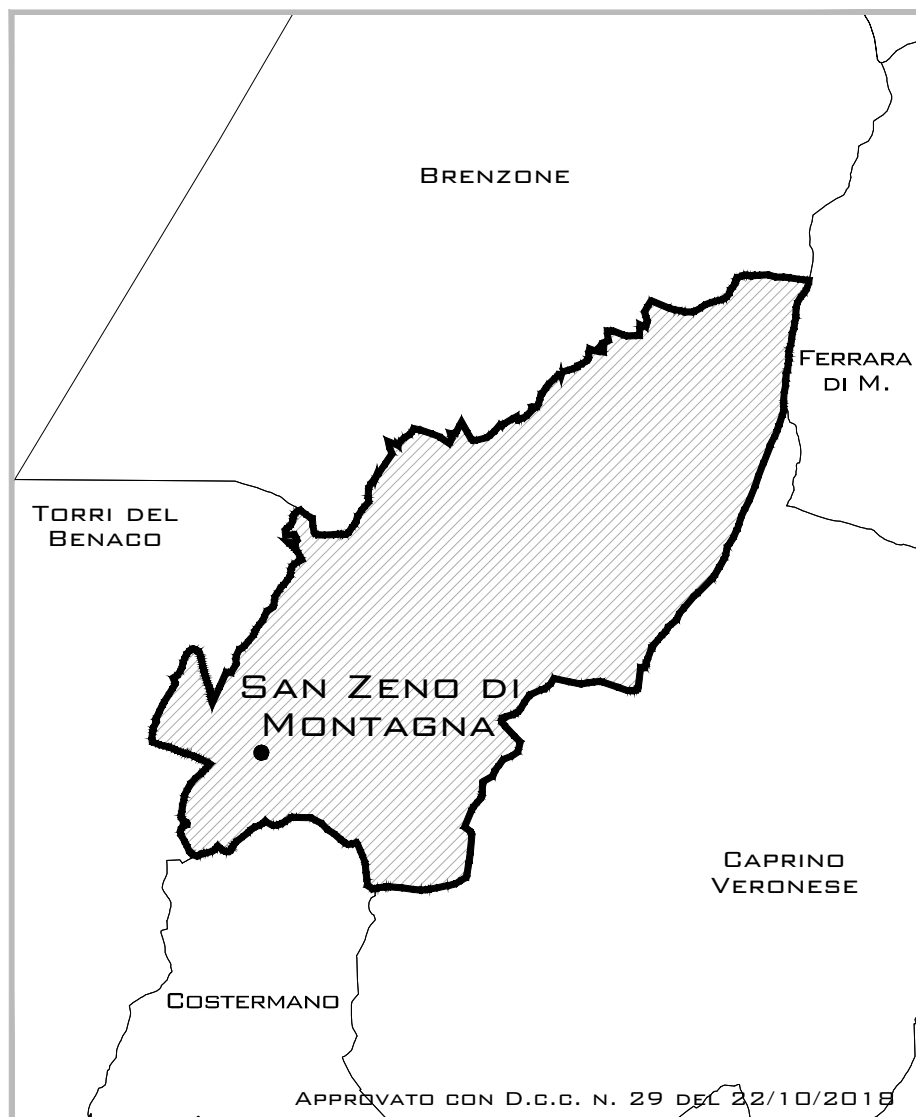 BRENZONE
FERRARA
DI M.
TORRI DEL
BENACO
SAN ZENO DI
MONTAGNA
CAPRINO
VERONESE
COSTERMANO
APPROVATO CON D.C.C. N. 29 DEL 22/10/2018